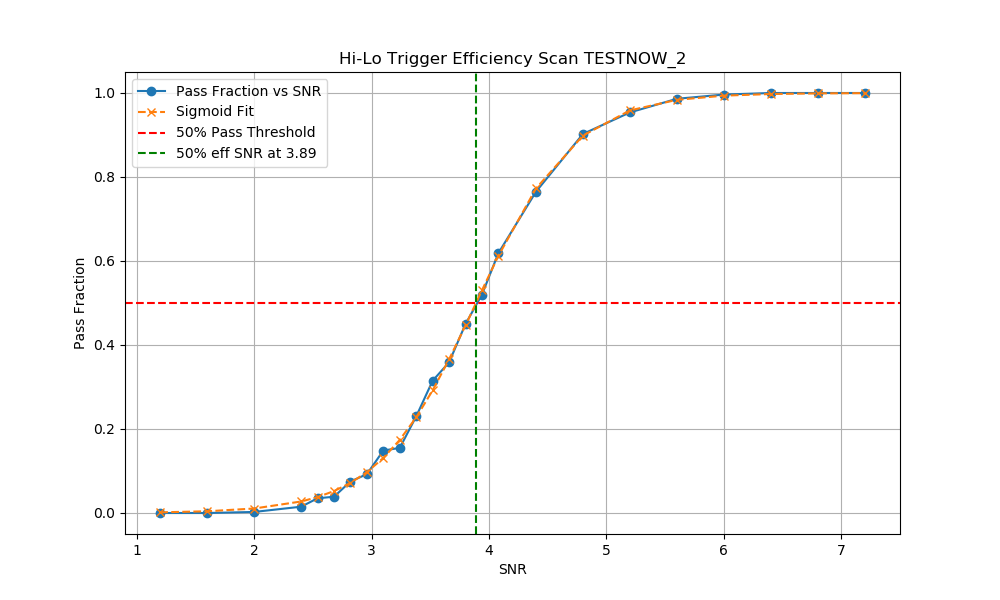 Hi-Lo Trigger Efficiency Scan TESTNOW_2
Pass Fraction vs SNR
Sigmoid Fit
50% Pass Threshold
50% eff SNR at 3.89
Pass Fraction
1.0
0.8
0.6
0.4
0.2
0.0
1 2 3 4 5 6 7
SNR